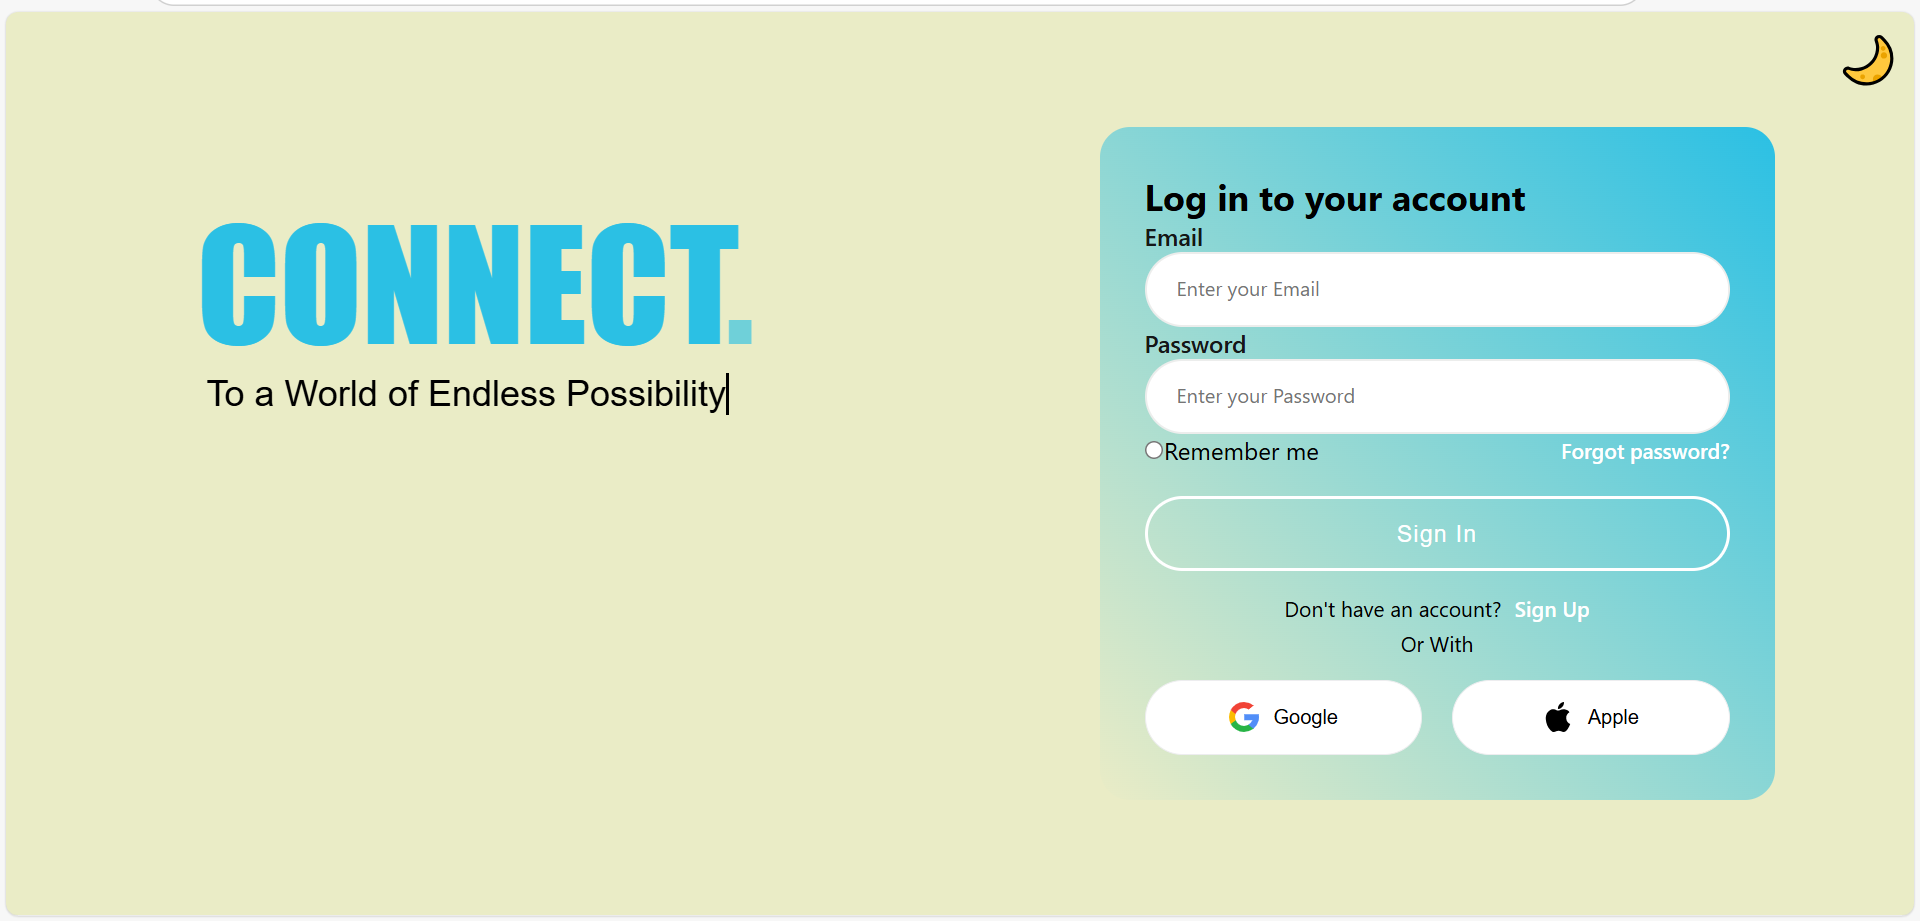 CONNECT.
To a World of Endless Possibility
Log in to your account
Email
Enter your Email
Password
Enter your Password
Remember me
Forgot password?
Sign In
Don't have an account? Sign Up
Or With
Google
Apple